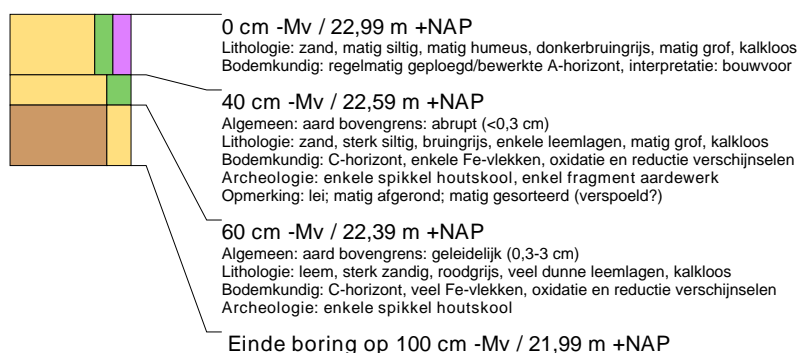 0 cm -Mv / 22,99 m +NAP
Lithologie: zand, matig siltig, matig humeus, donkerbruingrijs, matig grof, kalkloos
Bodemkundig: regelmatig geploegd/bewerkte A-horizont, interpretatie: bouwvoor
40 cm -Mv / 22,59 m +NAP
Algemeen: aard bovengrens: abrupt (<0,3 cm)
Lithologie: zand, sterk siltig, bruingrijs, enkele leemlagen, matig grof, kalkloos
Bodemkundig: C-horizont, enkele Fe-vlekken, oxidatie en reductie verschijnselen
Archeologie: enkele spikkel houtskool, enkel fragment aardewerk
Opmerking: lei; matig afgerond; matig gesorteerd (verspoeld?)
60 cm -Mv / 22,39 m +NAP
Algemeen: aard bovengrens: geleidelijk (0,3-3 cm)
Lithologie: leem, sterk zandig, roodgrijs, veel dunne leemlagen, kalkloos
Bodemkundig: C-horizont, veel Fe-vlekken, oxidatie en reductie verschijnselen
Archeologie: enkele spikkel houtskool
Einde boring op 100 cm -Mv / 21,99 m +NAP